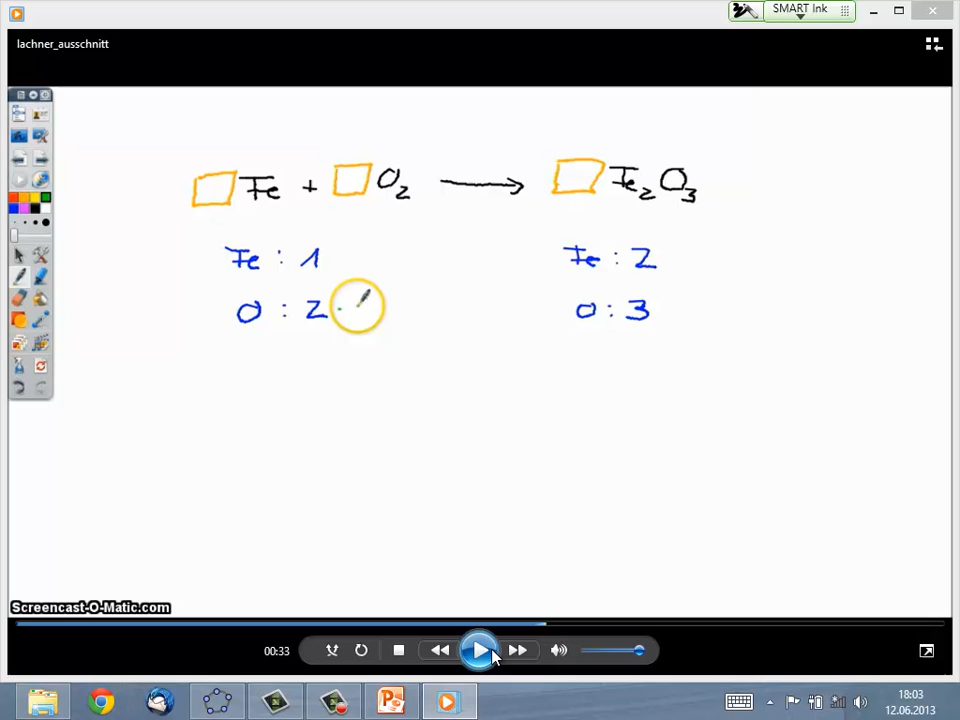 SMART Ink
lachner_ausschnitt
Fe + O2 → Fe2O3
Fe : 1
Fe : 2
O : 2 ·
O : 3
Screencast-O-Matic.com
00:33
18:03
12.06.2013